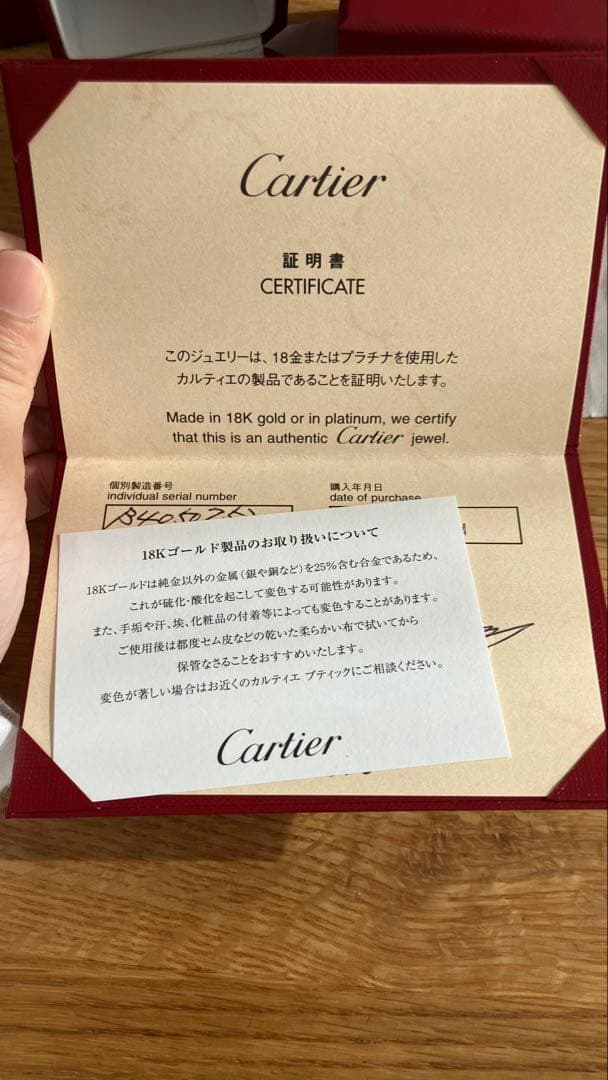 Cartier
証明書
CERTIFICATE
このジュエリーは、18金またはプラチナを使用した
カルティエの製品であることを証明いたします。
Made in 18K gold or in platinum, we certify
that this is an authentic Cartier jewel.
個別製造番号
individual serial number
購入年月日
date of purchase
18Kゴールド製品のお取り扱いについて
18Kゴールドは純金以外の金属(銀や銅など)を25%含む合金であるため、
これが硫化・酸化を起こして変色する可能性があります。
また、手垢や汗、埃、化粧品の付着等によっても変色することがあります。
ご使用後は都度セム皮などの乾いた柔らかい布で拭いてから
保管なさることをおすすめいたします。
変色が著しい場合はお近くのカルティエ ブティックにご相談ください。
Cartier